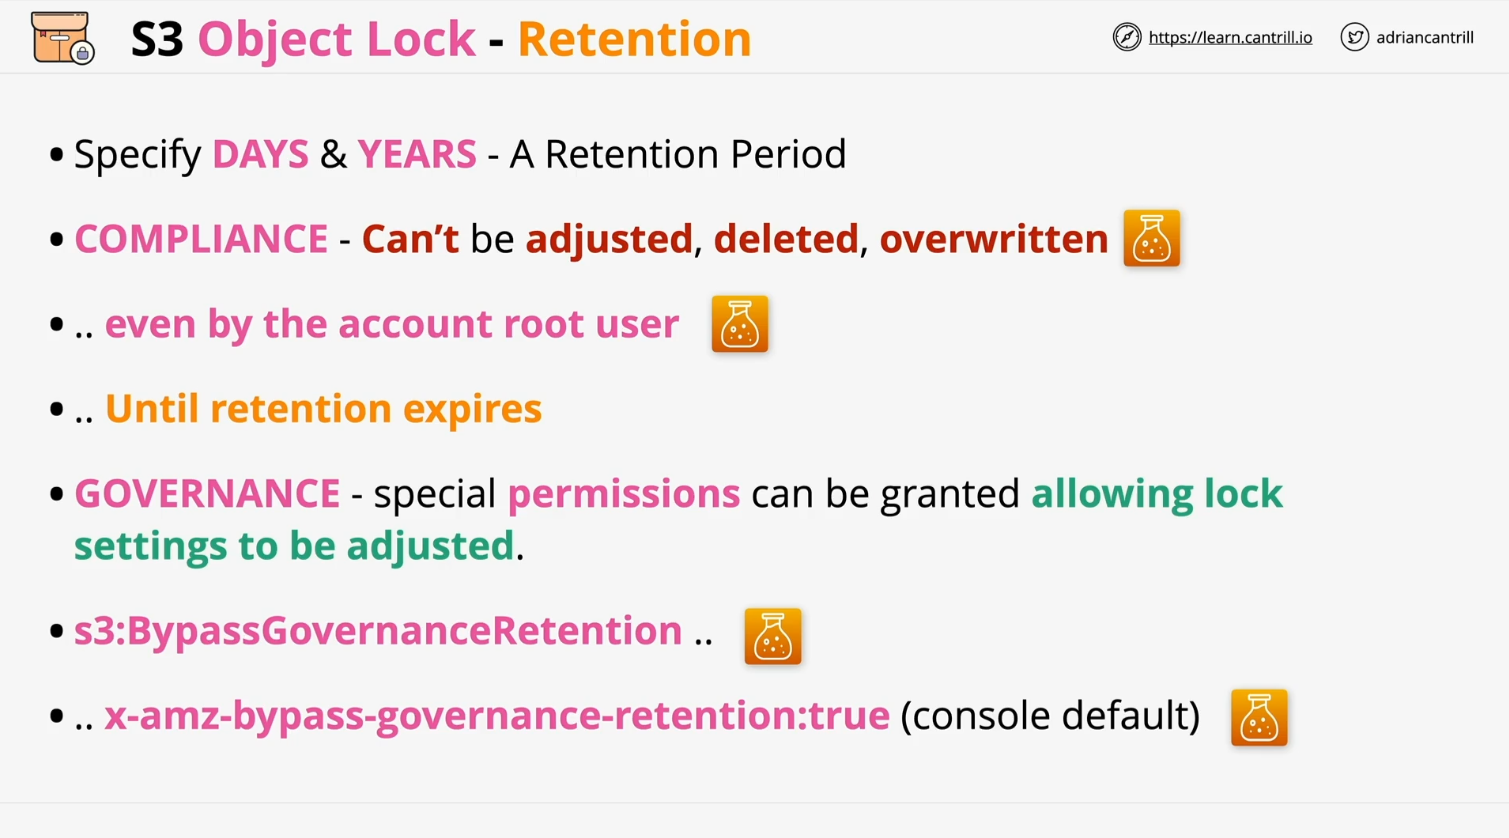 S3 Object Lock - Retention
https://learn.cantrill.io
adriancantrill
• Specify DAYS & YEARS - A Retention Period
• COMPLIANCE - Can’t be adjusted, deleted, overwritten
• .. even by the account root user
• .. Until retention expires
• GOVERNANCE - special permissions can be granted allowing lock
settings to be adjusted.
• s3:BypassGovernanceRetention ..
• .. x-amz-bypass-governance-retention:true (console default)